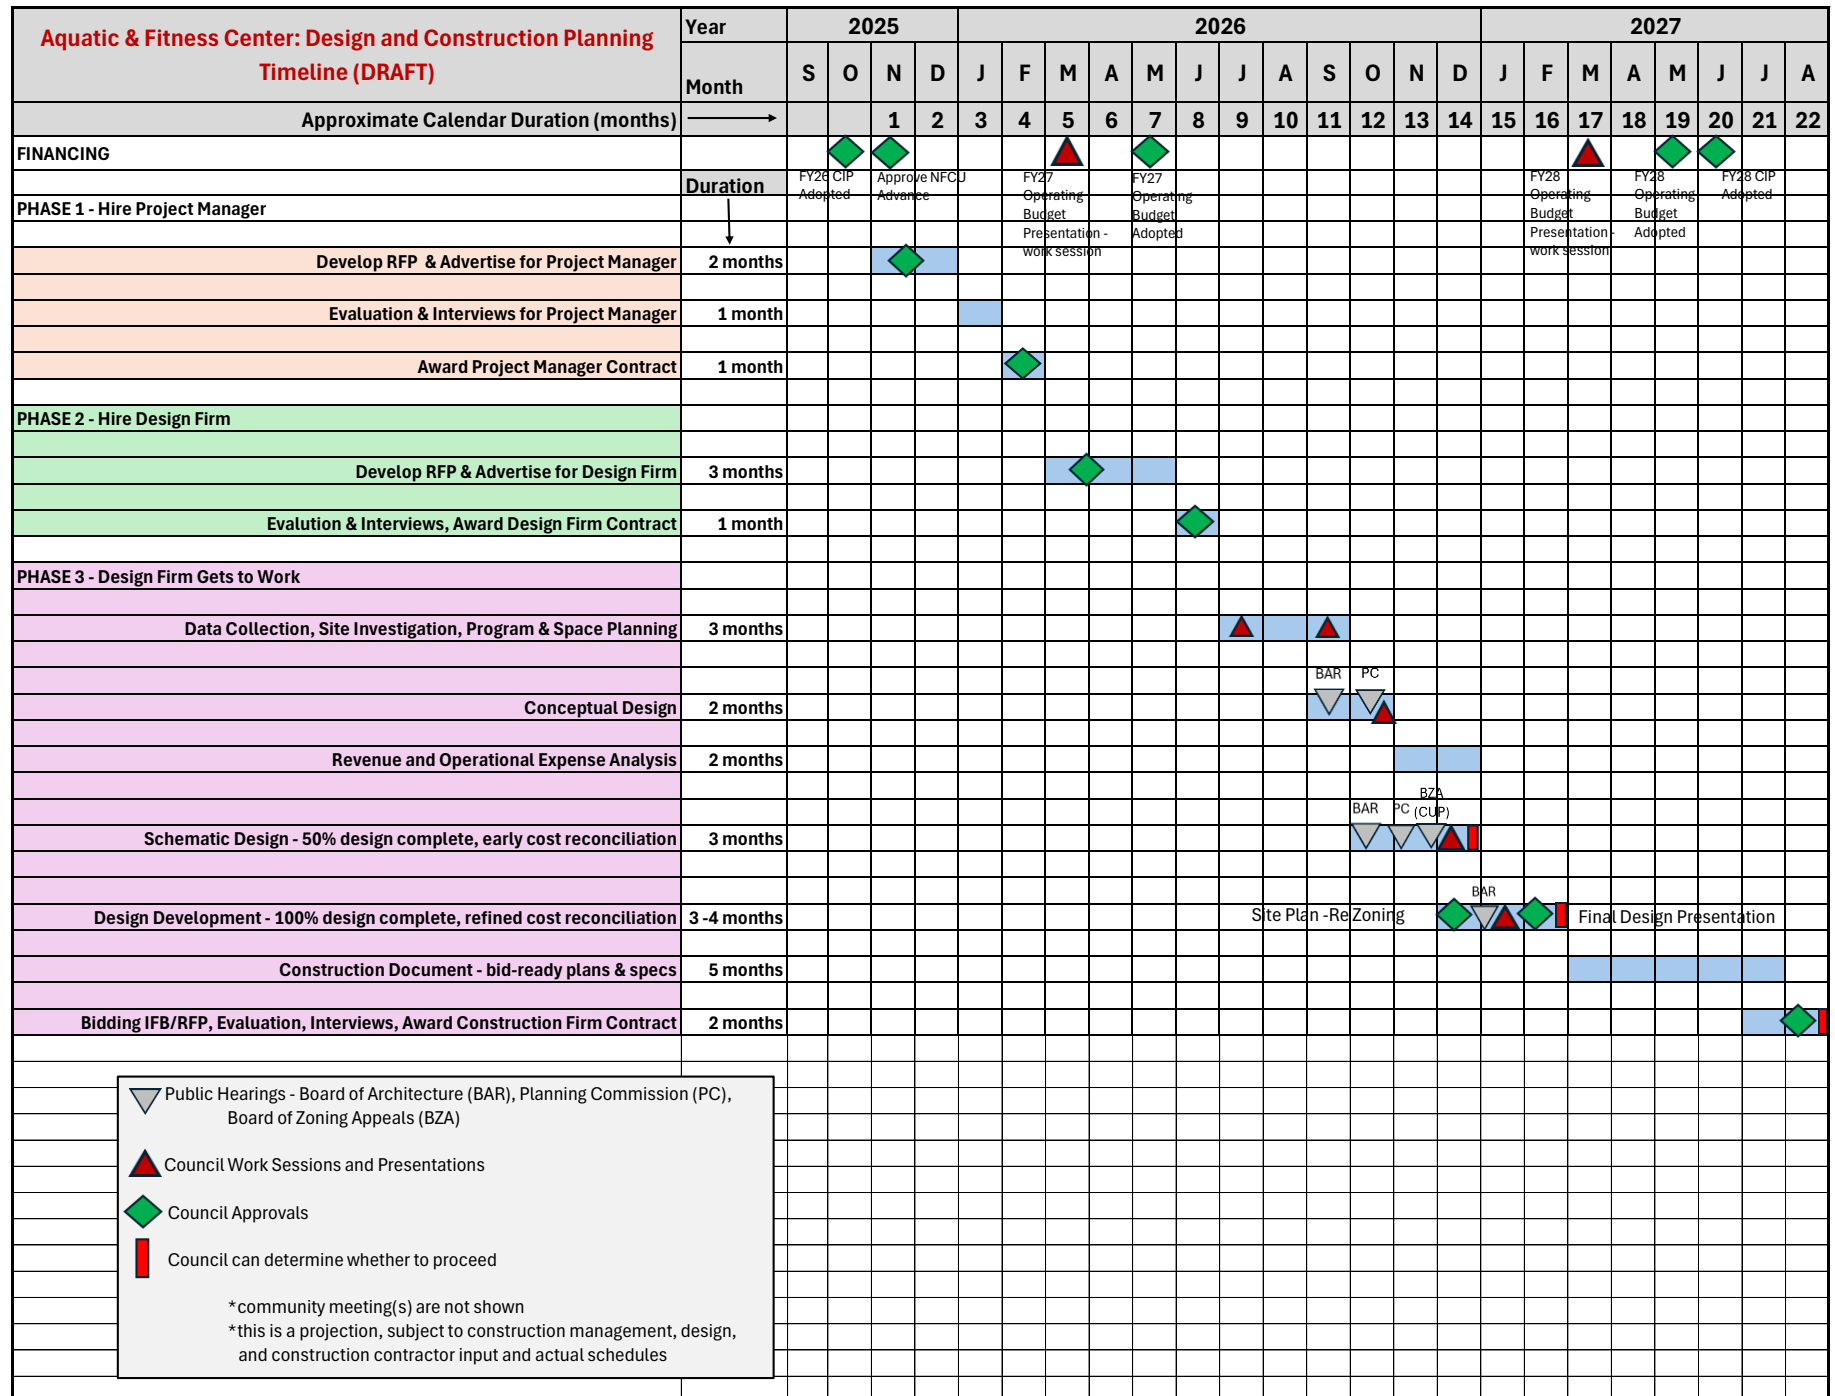 Aquatic & Fitness Center: Design and Construction Planning
Timeline (DRAFT)
Year
2025
2026
2027
Month
S O N D J F M A M J J A S O N D J F M A M J J A
Approximate Calendar Duration (months)
1 2 3 4 5 6 7 8 9 10 11 12 13 14 15 16 17 18 19 20 21 22
FINANCING
Duration
FY26 CIP
Adopted
Approve NFCU
Advance
FY27
Operating
Budget
Presentation -
work session
FY27
Operating
Budget
Adopted
FY28
Operating
Budget
Presentation-
work session
FY28
Operating
Budget
Adopted
FY28 CIP
Adopted
PHASE 1 - Hire Project Manager
Develop RFP & Advertise for Project Manager 2 months
Evaluation & Interviews for Project Manager 1 month
Award Project Manager Contract 1 month
PHASE 2 - Hire Design Firm
Develop RFP & Advertise for Design Firm 3 months
Evalution & Interviews, Award Design Firm Contract 1 month
PHASE 3 - Design Firm Gets to Work
Data Collection, Site Investigation, Program & Space Planning 3 months
BAR PC
Conceptual Design 2 months
Revenue and Operational Expense Analysis 2 months
BAR PC BZA
(CUP)
Schematic Design - 50% design complete, early cost reconciliation 3 months
BAR
Design Development - 100% design complete, refined cost reconciliation 3 -4 months Site Plan -Re Zoning Final Design Presentation
Construction Document - bid-ready plans & specs 5 months
Bidding IFB/RFP, Evaluation, Interviews, Award Construction Firm Contract 2 months
Public Hearings - Board of Architecture (BAR), Planning Commission (PC),
Board of Zoning Appeals (BZA)
Council Work Sessions and Presentations
Council Approvals
Council can determine whether to proceed
*community meeting(s) are not shown
*this is a projection, subject to construction management, design,
and construction contractor input and actual schedules